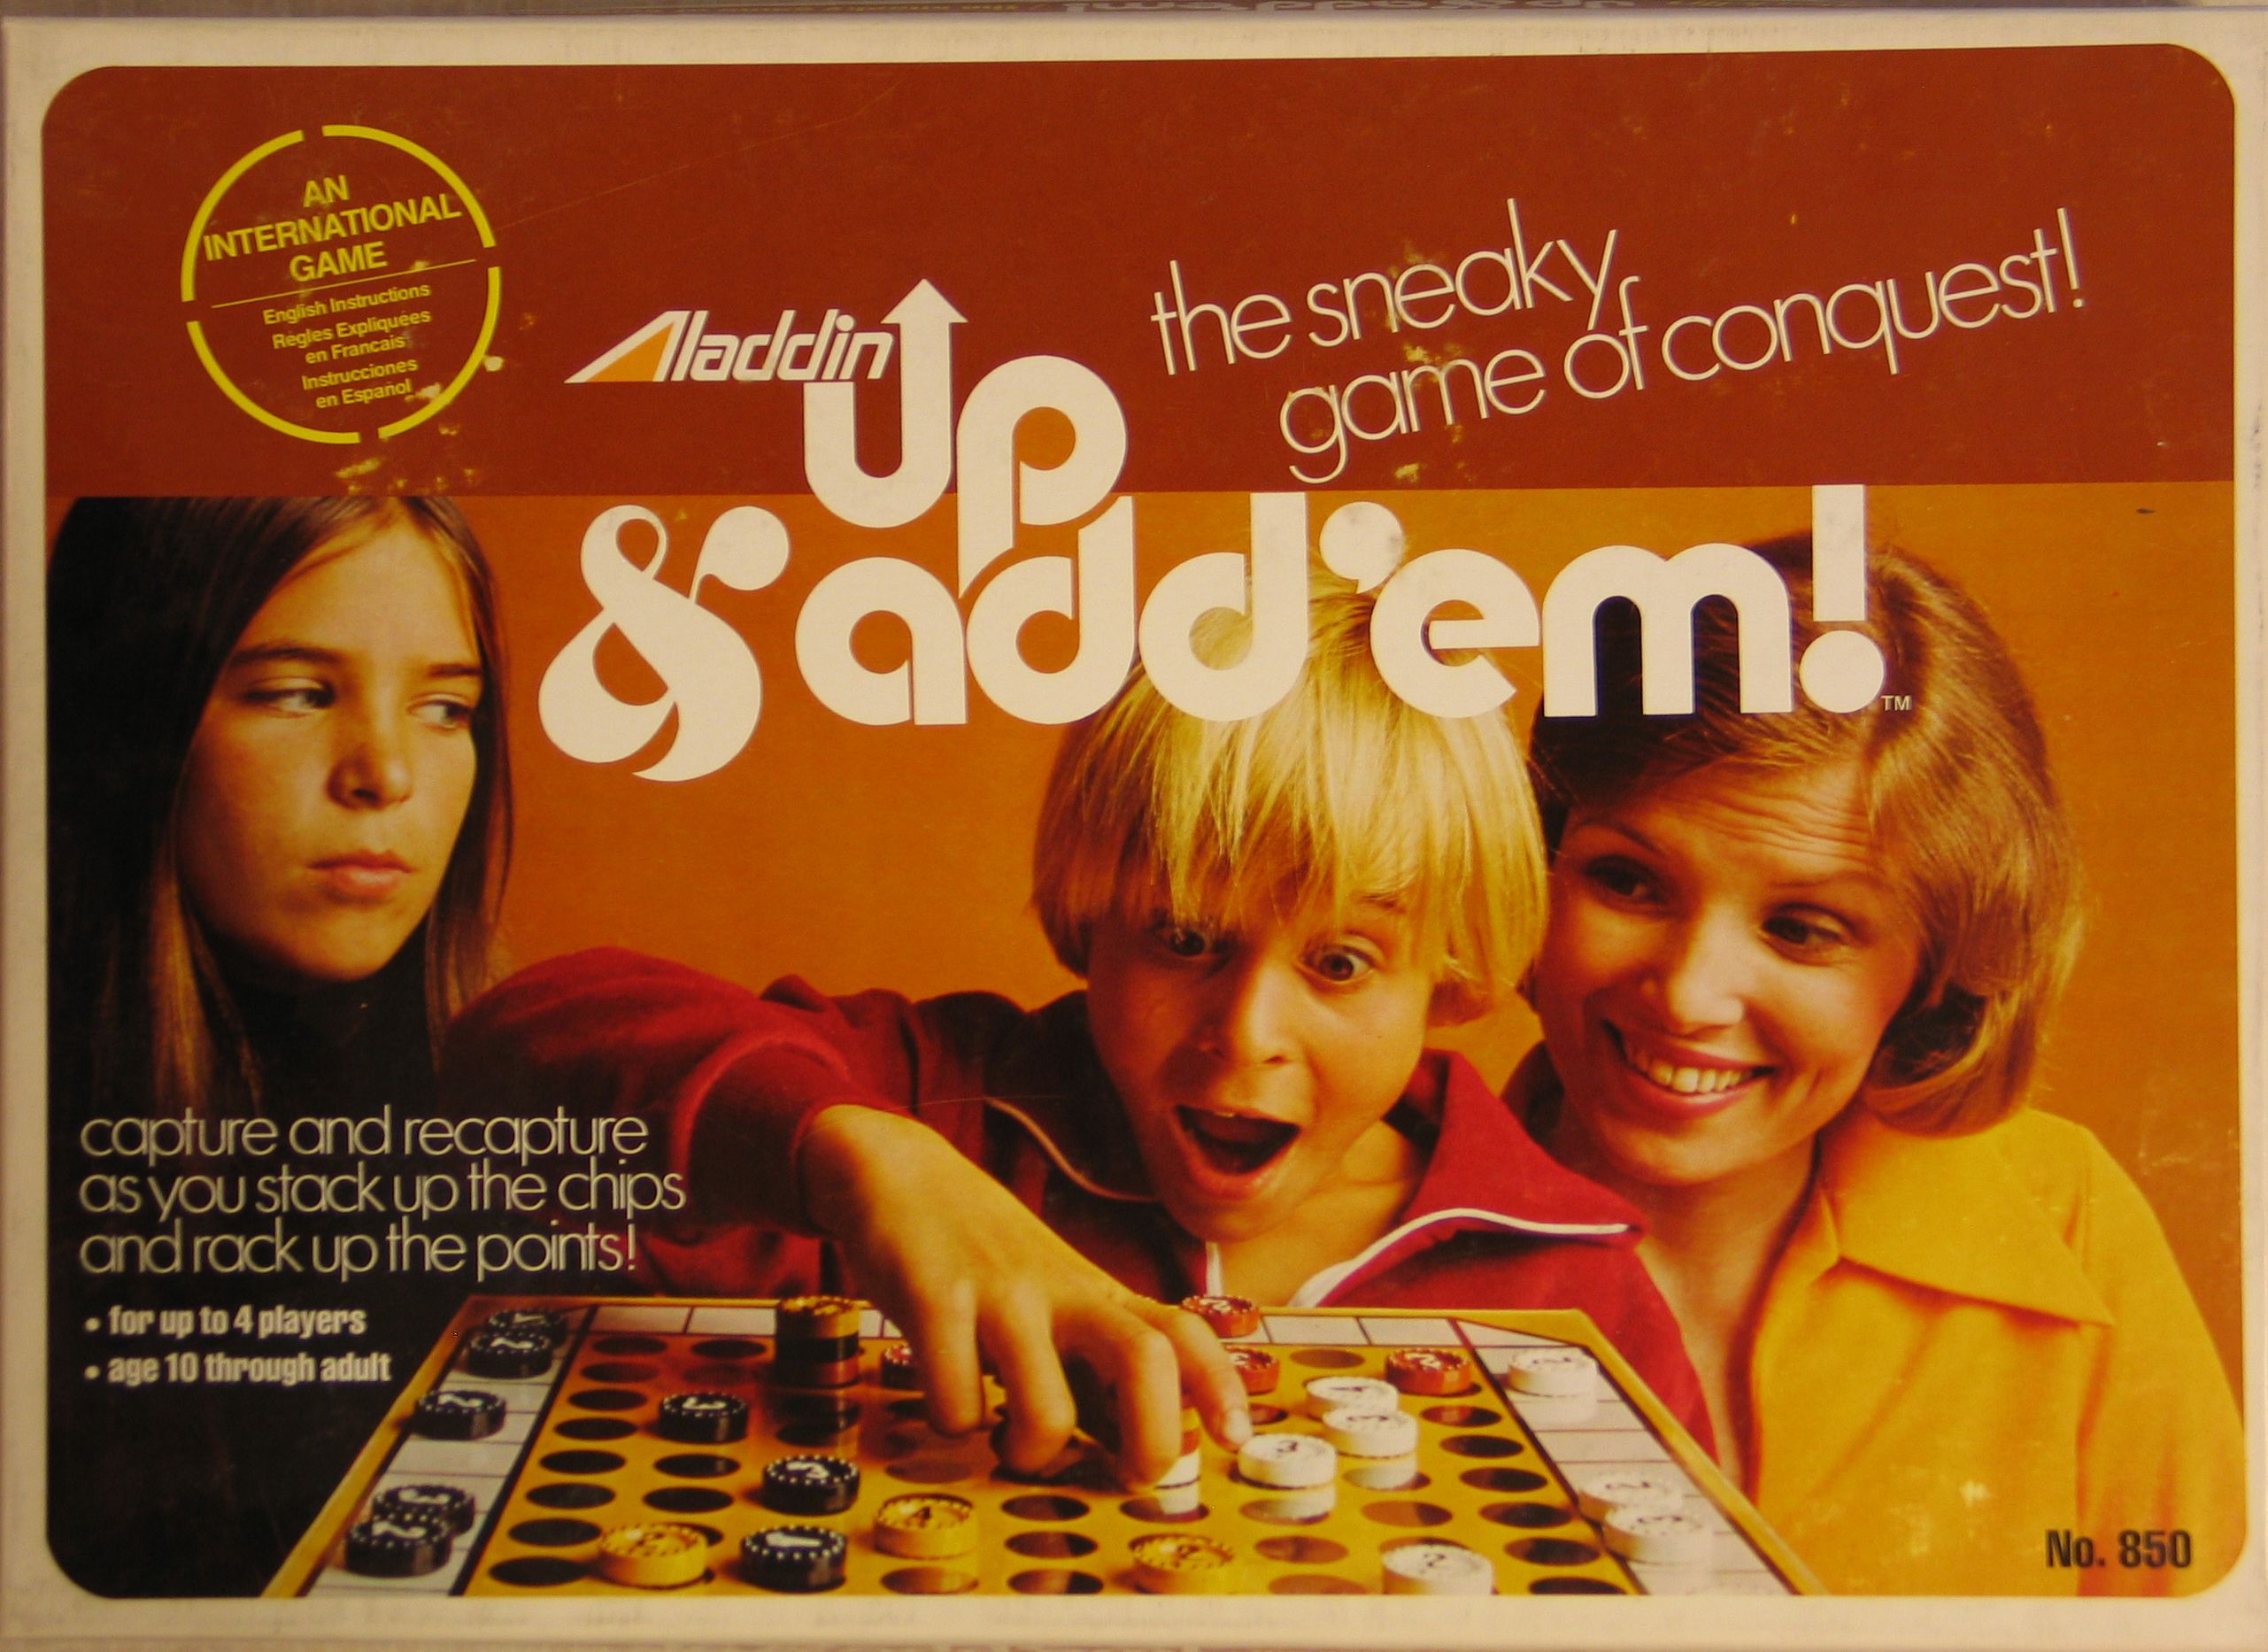 AN
INTERNATIONAL
GAME
English Instructions
Règles Expliquées
en Francais
Instrucciones
en Español
Aladdin
the sneaky
game of conquest!
up
& add'em!
TM
capture and recapture
as you stack up the chips
and rack up the points!
• for up to 4 players
• age 10 through adult
No. 850